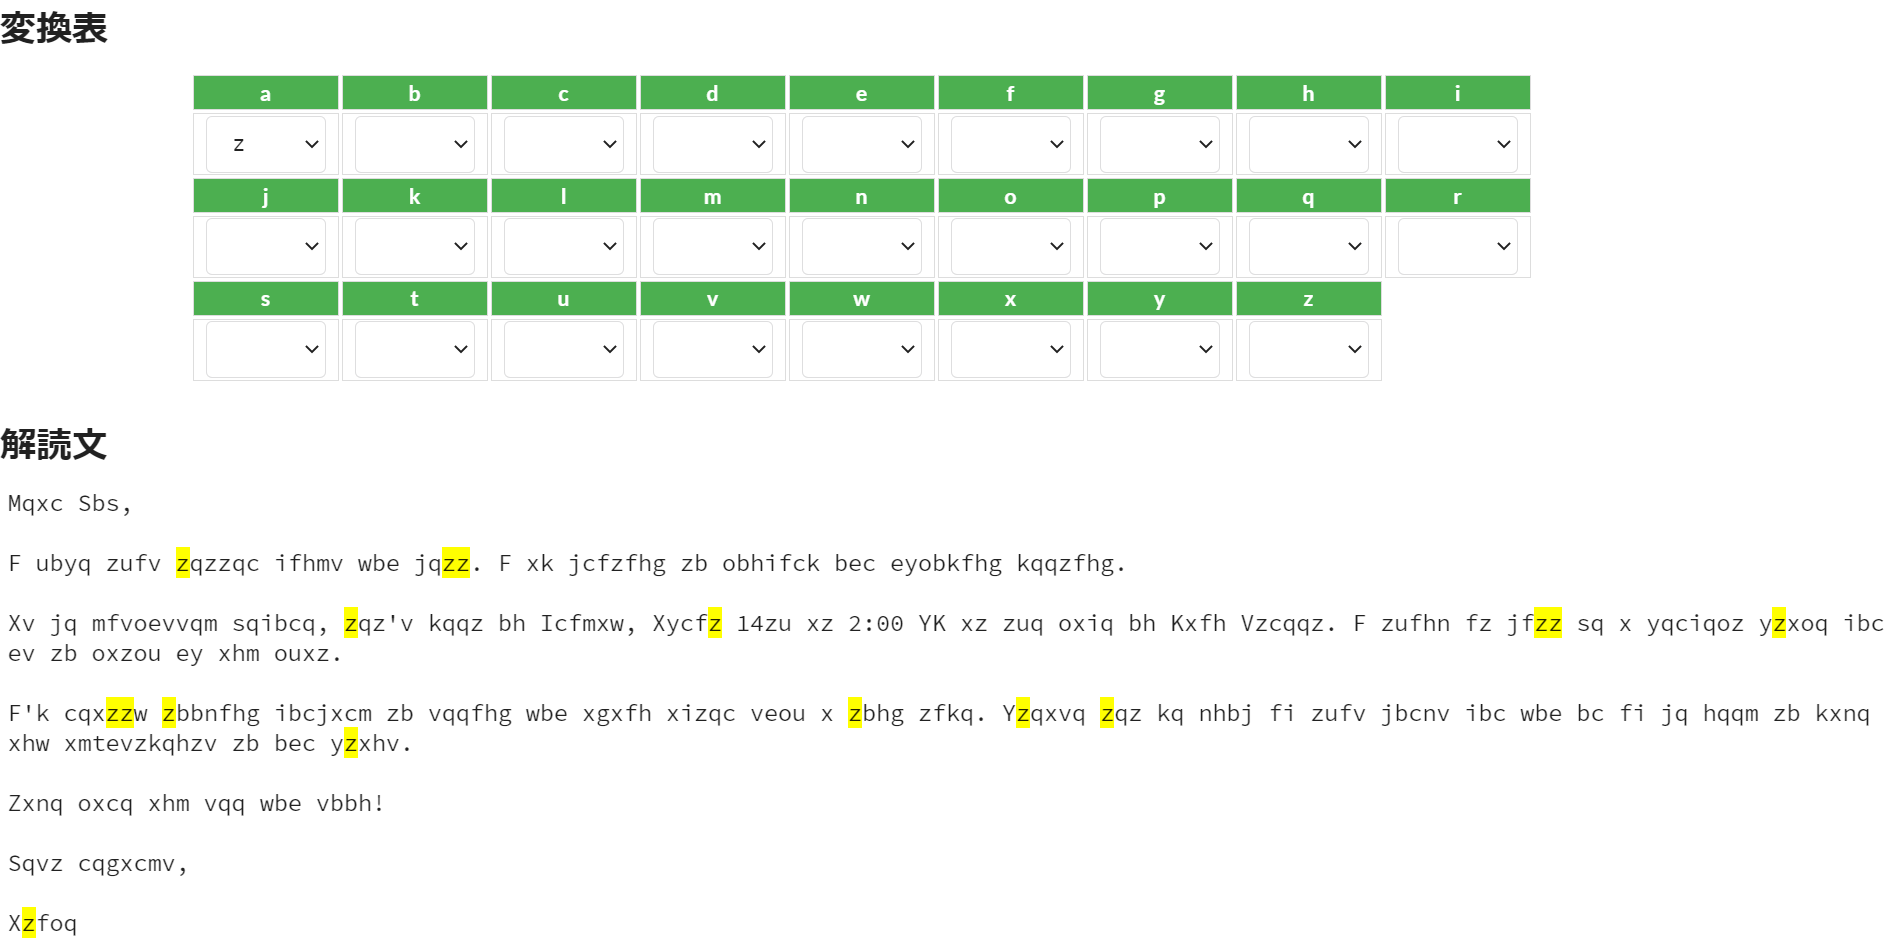 変換表
a b c d e f g h i
z
j k l m n o p q r
s t u v w x y z
解読文
Mqxc Sbs,
F ubyq zufv zqzzqc ifhmv wbe jqzz. F xk jcfzfhg zb obhifck bec eyobkfhg kqqzfhg.
Xv jq mfvoevvqm sqibcq, zqz'v kqqz bh Icfmxw, Xycfz 14zu xz 2:00 YK xz zuq oxiq bh Kxfh Vzcqqz. F zufhn fz jfzz sq x yqciqoz yzxoq ibc
ev zb oxzou ey xhm ouxz.
F'k cqxzzw zbbnfhg ibcjxcm zb vqqfhg wbe xgxfh xizqc veou x zbhg zfkq. Yzqxvq zqz kq nhbj fi zufv jbcnv ibc wbe bc fi jq hqqm zb kxnq
xhw xmtevzkqhzv zb bec yzxhv.
Zxnq oxcq xhm vqq wbe vbbh!
Sqvz cqgxcmv,
Xzfoq